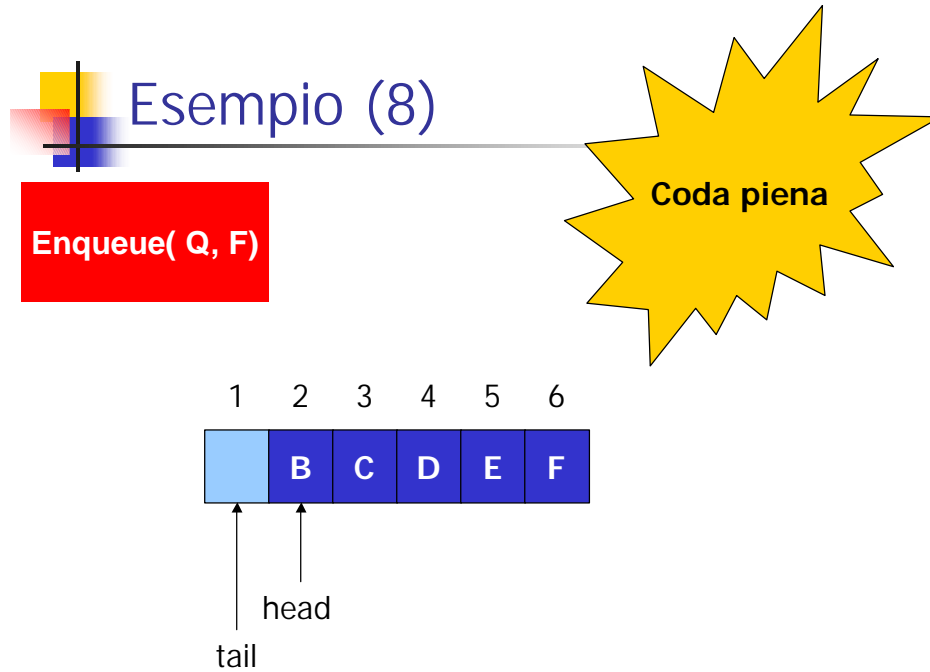 Esempio (8)
Coda piena
Enqueue( Q, F)
1 2 3 4 5 6
B C D E F
head
tail